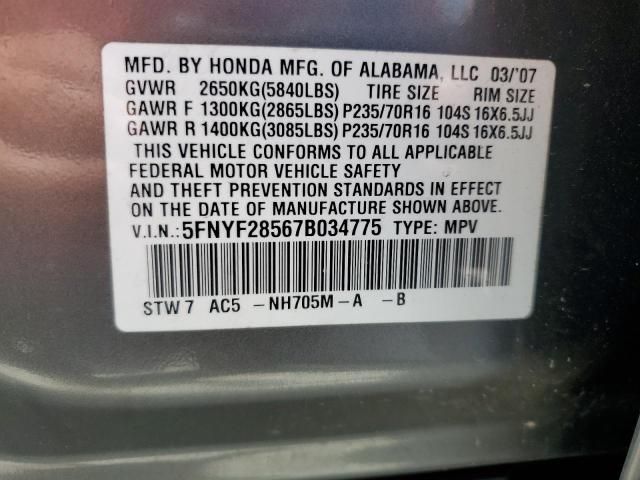 MFD. BY HONDA MFG. OF ALABAMA, LLC 03/'07
GVWR 2650KG(5840LBS) TIRE SIZE RIM SIZE
GAWR F 1300KG(2865LBS) P235/70R16 104S 16X6.5JJ
GAWR R 1400KG(3085LBS) P235/70R16 104S 16X6.5JJ
THIS VEHICLE CONFORMS TO ALL APPLICABLE
FEDERAL MOTOR VEHICLE SAFETY
AND THEFT PREVENTION STANDARDS IN EFFECT
ON THE DATE OF MANUFACTURE SHOWN ABOVE.
V.I.N.:5FNYF28567B034775 TYPE: MPV
STW7 AC5 -NH705M-A -B